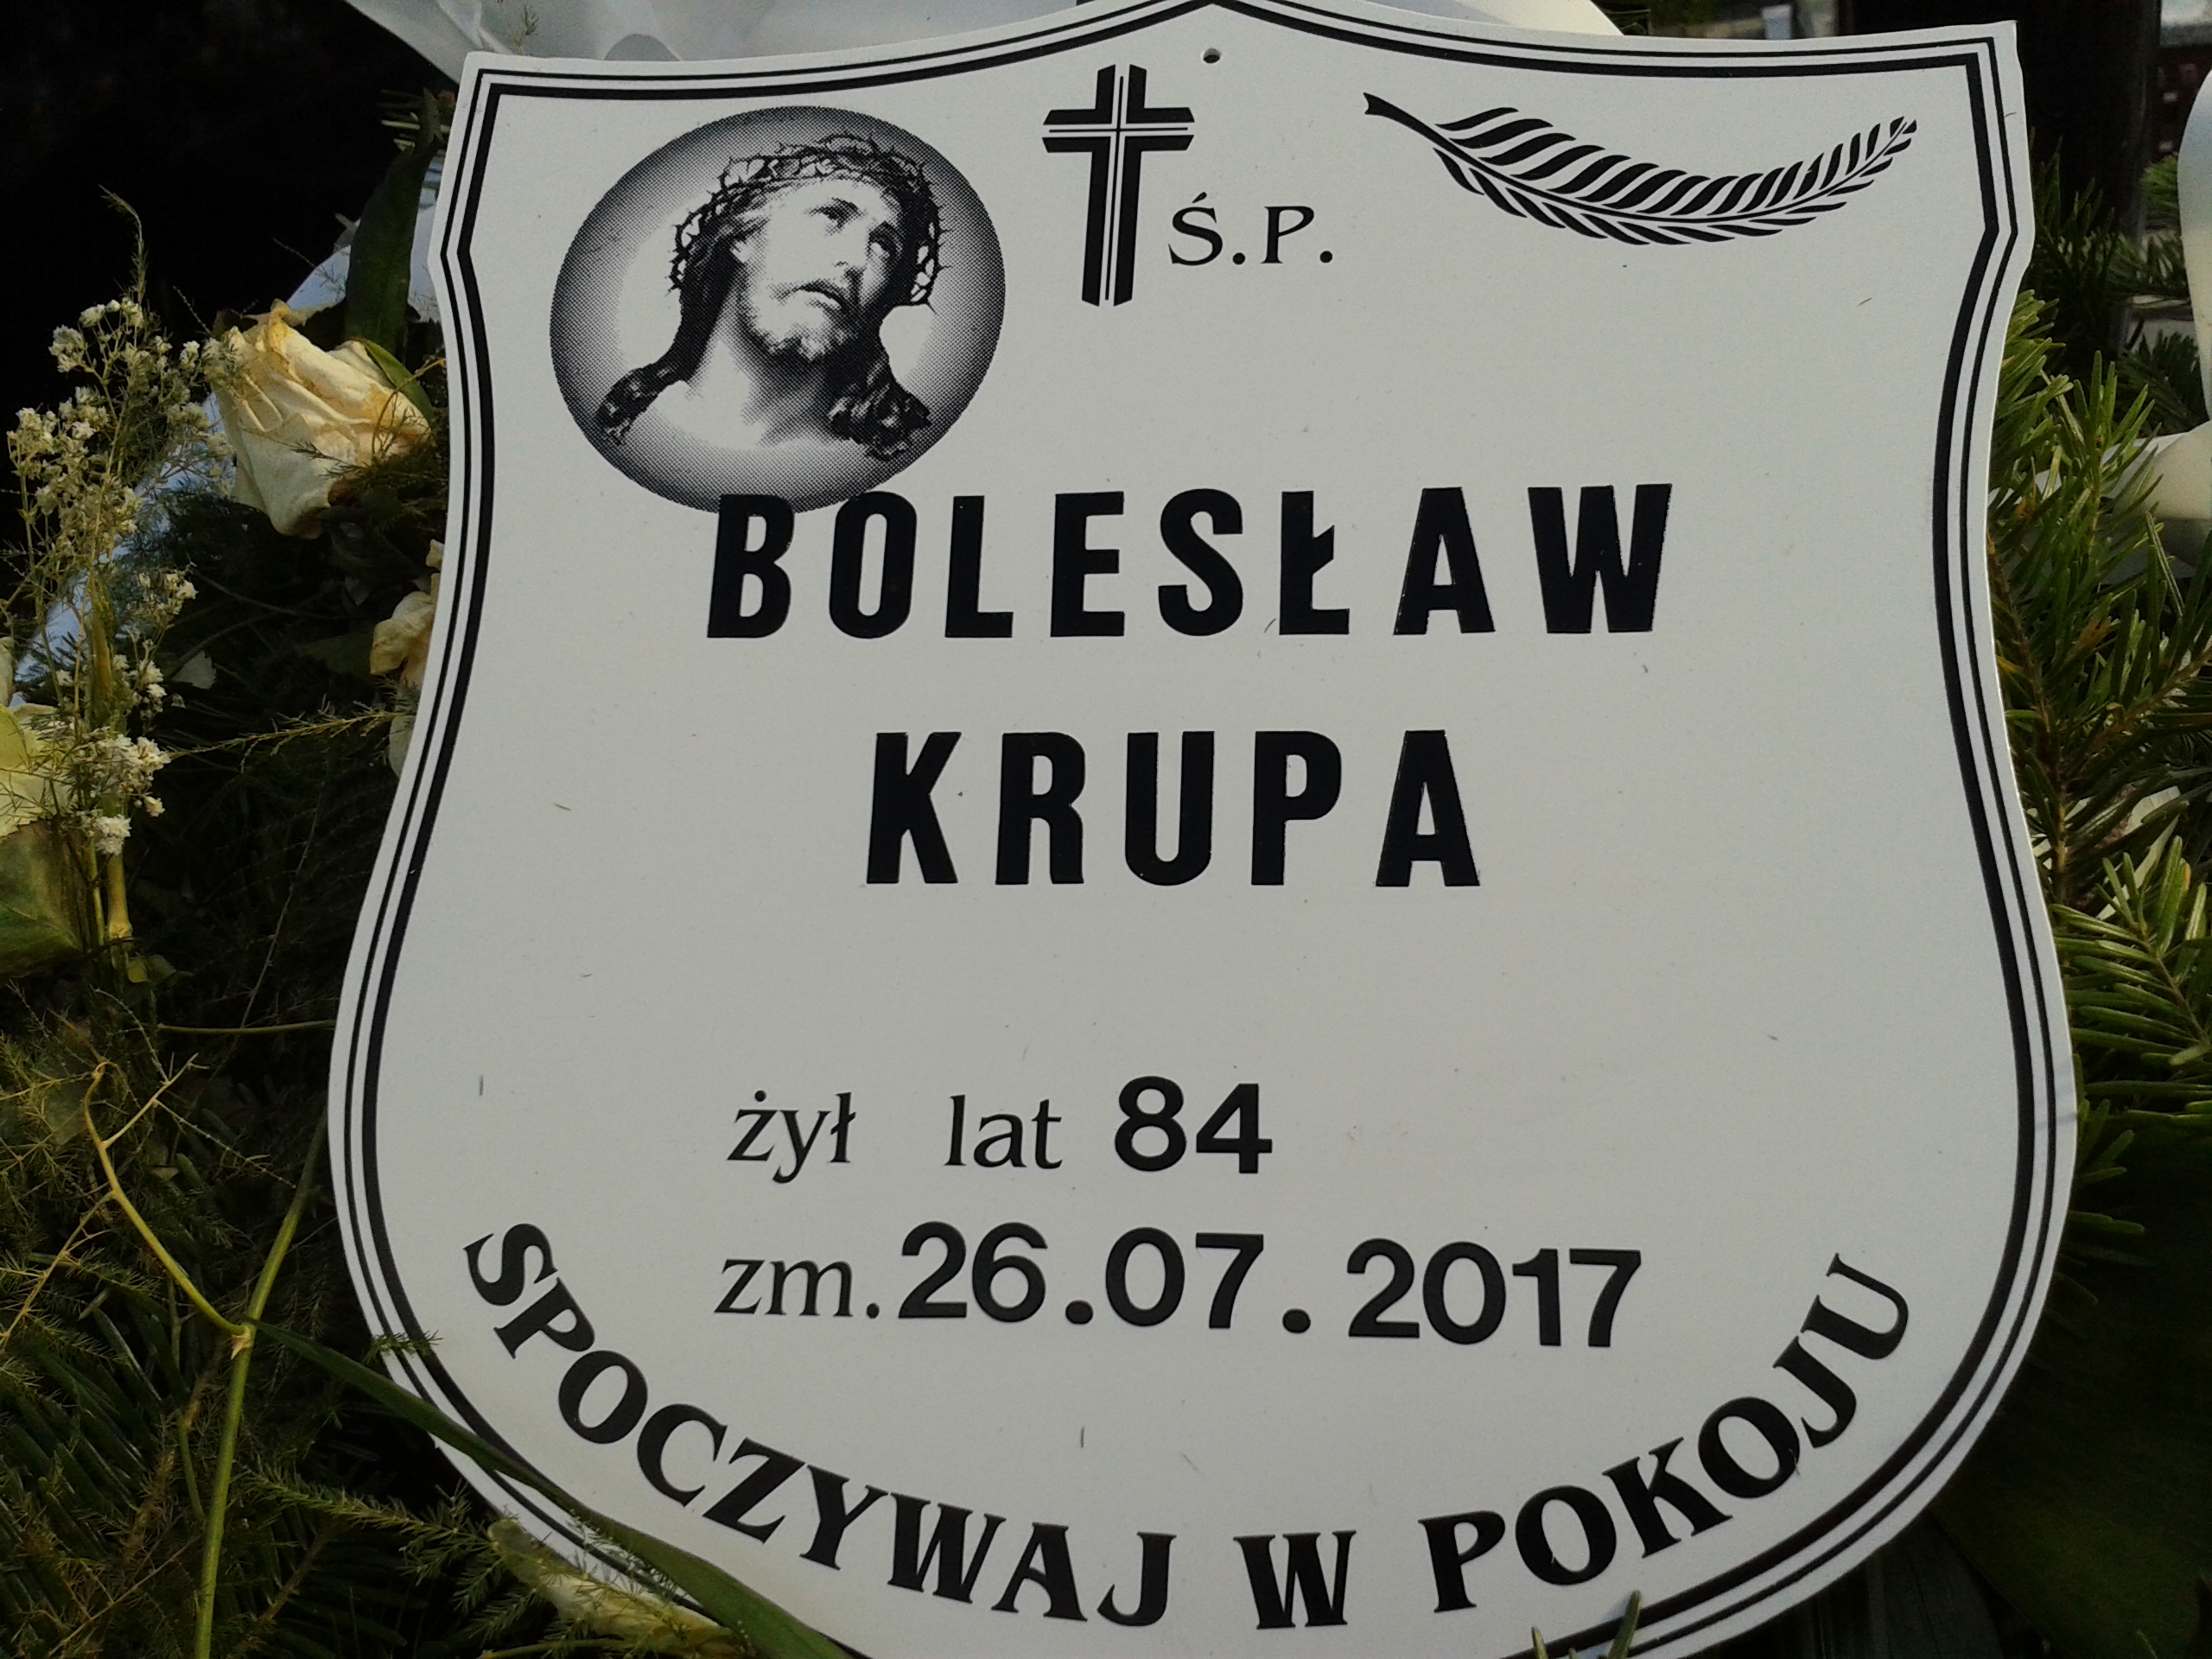 Ś.P.
BOLESŁAW
KRUPA
żył lat 84
zm. 26.07.2017
SPOCZYWAJ W POKOJU